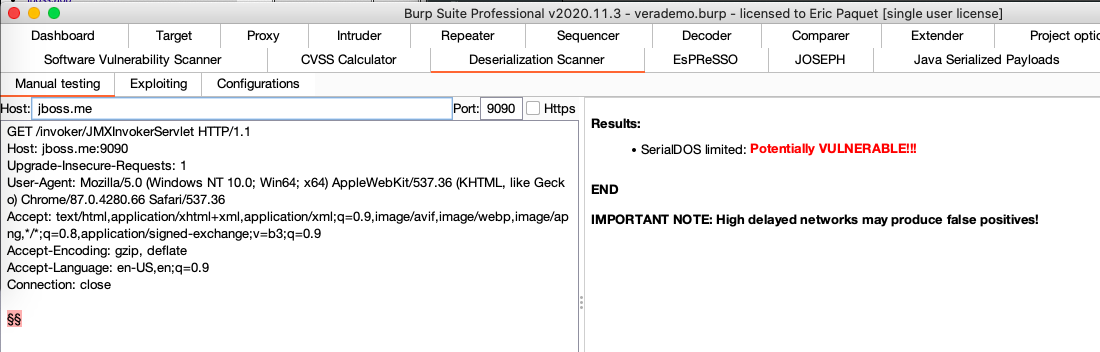 Burp Suite Professional v2020.11.3 - verademo.burp - licensed to Eric Paquet [single user license]
Dashboard Target Proxy Intruder Repeater Sequencer Decoder Comparer Extender Project optic
Software Vulnerability Scanner CVSS Calculator Deserialization Scanner EsPReSSO JOSEPH Java Serialized Payloads
Manual testing Exploiting Configurations
Host: jboss.me Port: 9090 Https
GET /invoker/JMXInvokerServlet HTTP/1.1
Host: jboss.me:9090
Upgrade-Insecure-Requests: 1
User-Agent: Mozilla/5.0 (Windows NT 10.0; Win64; x64) AppleWebKit/537.36 (KHTML, like Geck
o) Chrome/87.0.4280.66 Safari/537.36
Accept: text/html,application/xhtml+xml,application/xml;q=0.9,image/avif,image/webp,image/ap
ng,*/*;q=0.8,application/signed-exchange;v=b3;q=0.9
Accept-Encoding: gzip, deflate
Accept-Language: en-US,en;q=0.9
Connection: close
§§
Results:
• SerialDOS limited: Potentially VULNERABLE!!!
END
IMPORTANT NOTE: High delayed networks may produce false positives!